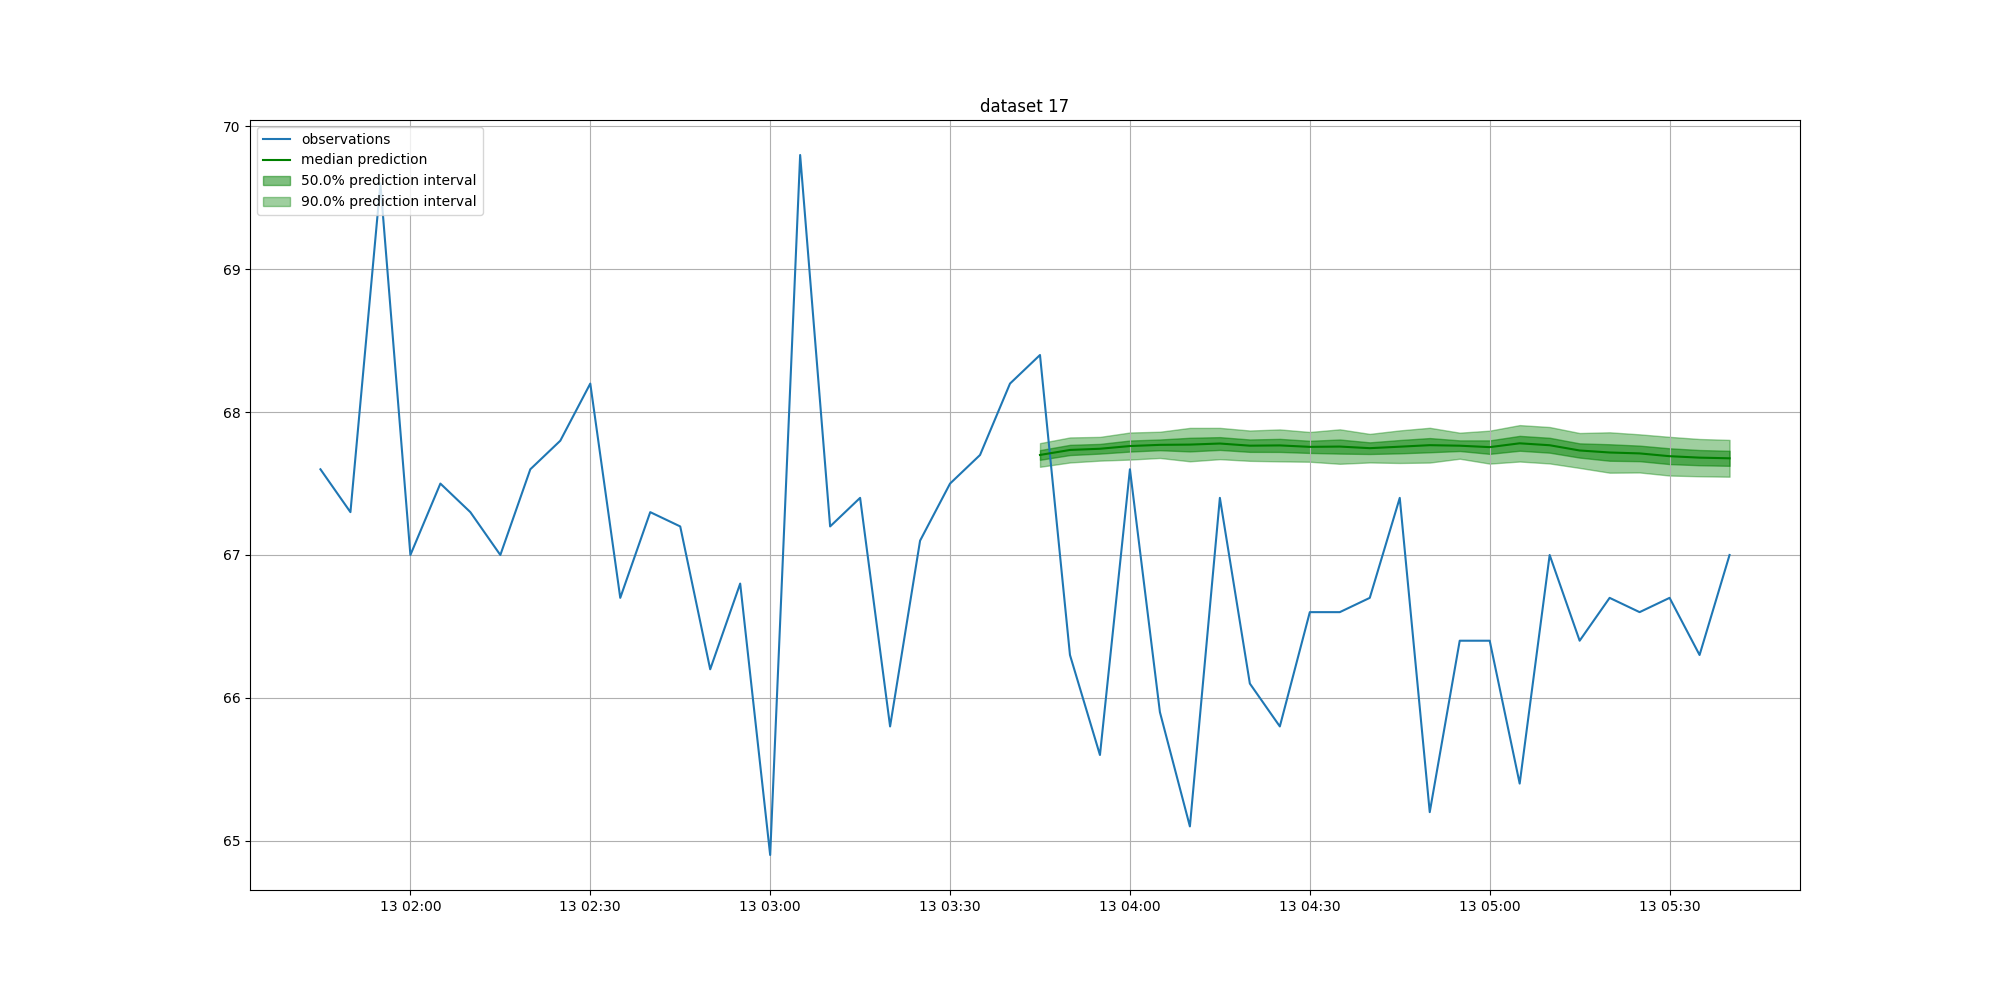 dataset 17
70
observations
median prediction
50.0% prediction interval
90.0% prediction interval
69
68
67
66
65
13 02:00 13 02:30 13 03:00 13 03:30 13 04:00 13 04:30 13 05:00 13 05:30